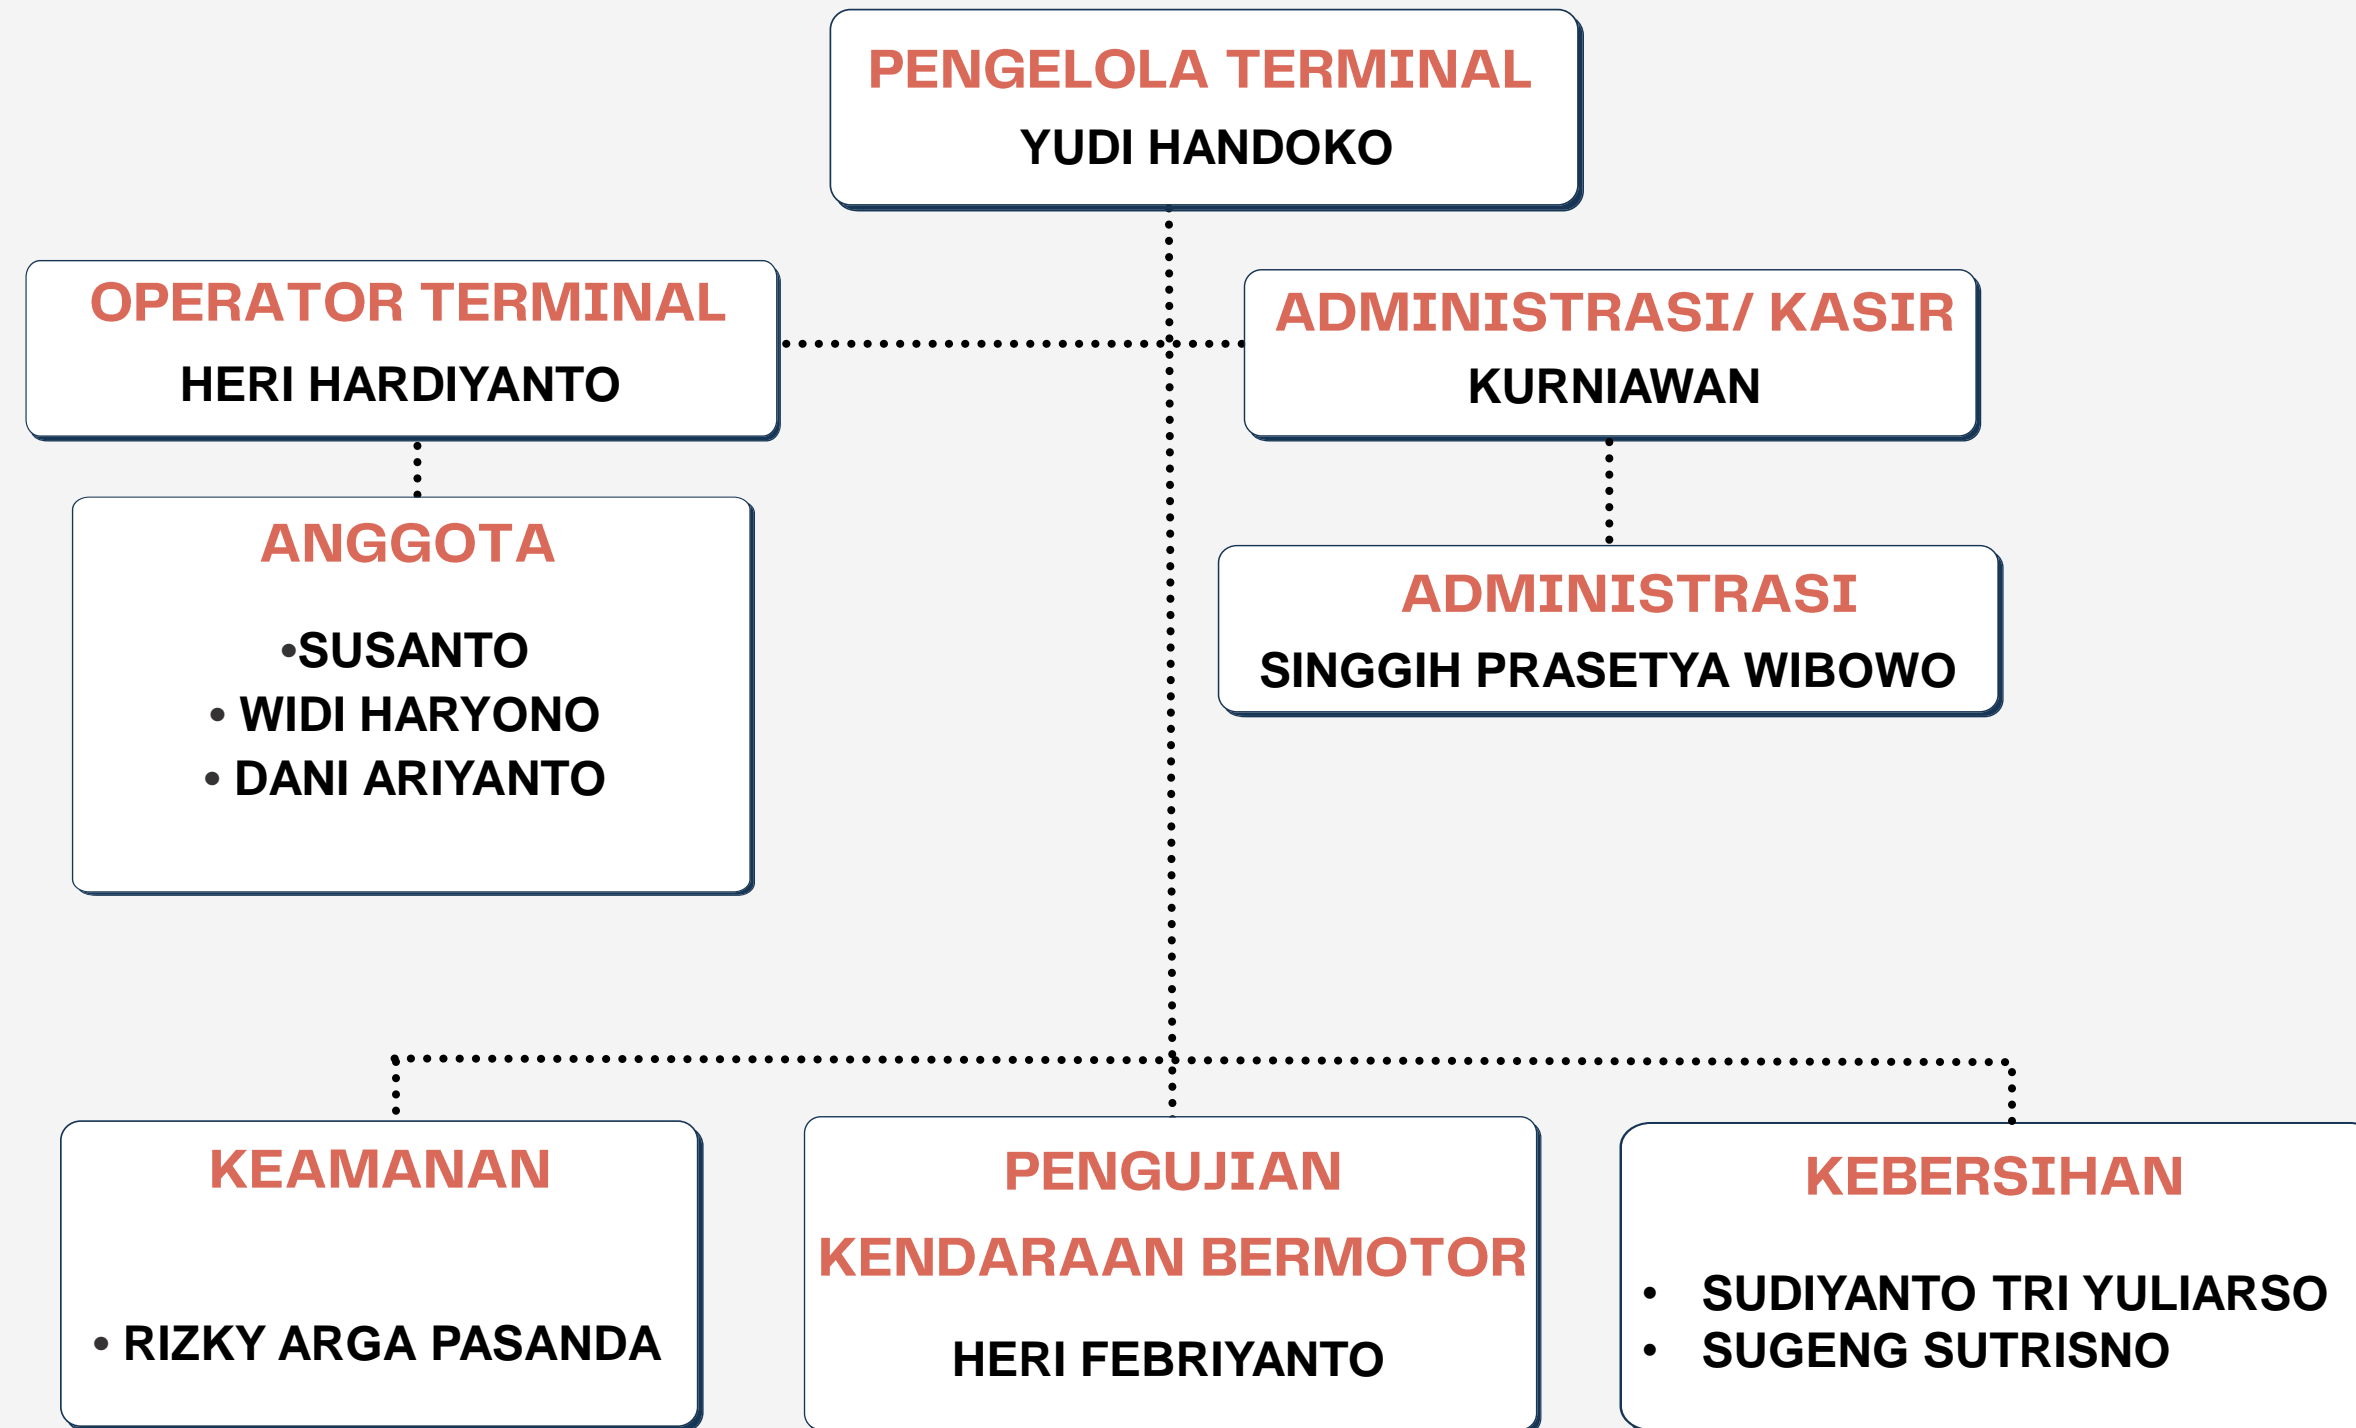 PENGELOLA TERMINAL
YUDI HANDOKO
OPERATOR TERMINAL
HERI HARDIYANTO
ADMINISTRASI/ KASIR
KURNIAWAN
ANGGOTA
•SUSANTO
• WIDI HARYONO
• DANI ARIYANTO
ADMINISTRASI
SINGGIH PRASETYA WIBOWO
KEAMANAN
• RIZKY ARGA PASANDA
PENGUJIAN
KENDARAAN BERMOTOR
HERI FEBRIYANTO
KEBERSIHAN
• SUDIYANTO TRI YULIARSO
• SUGENG SUTRISNO